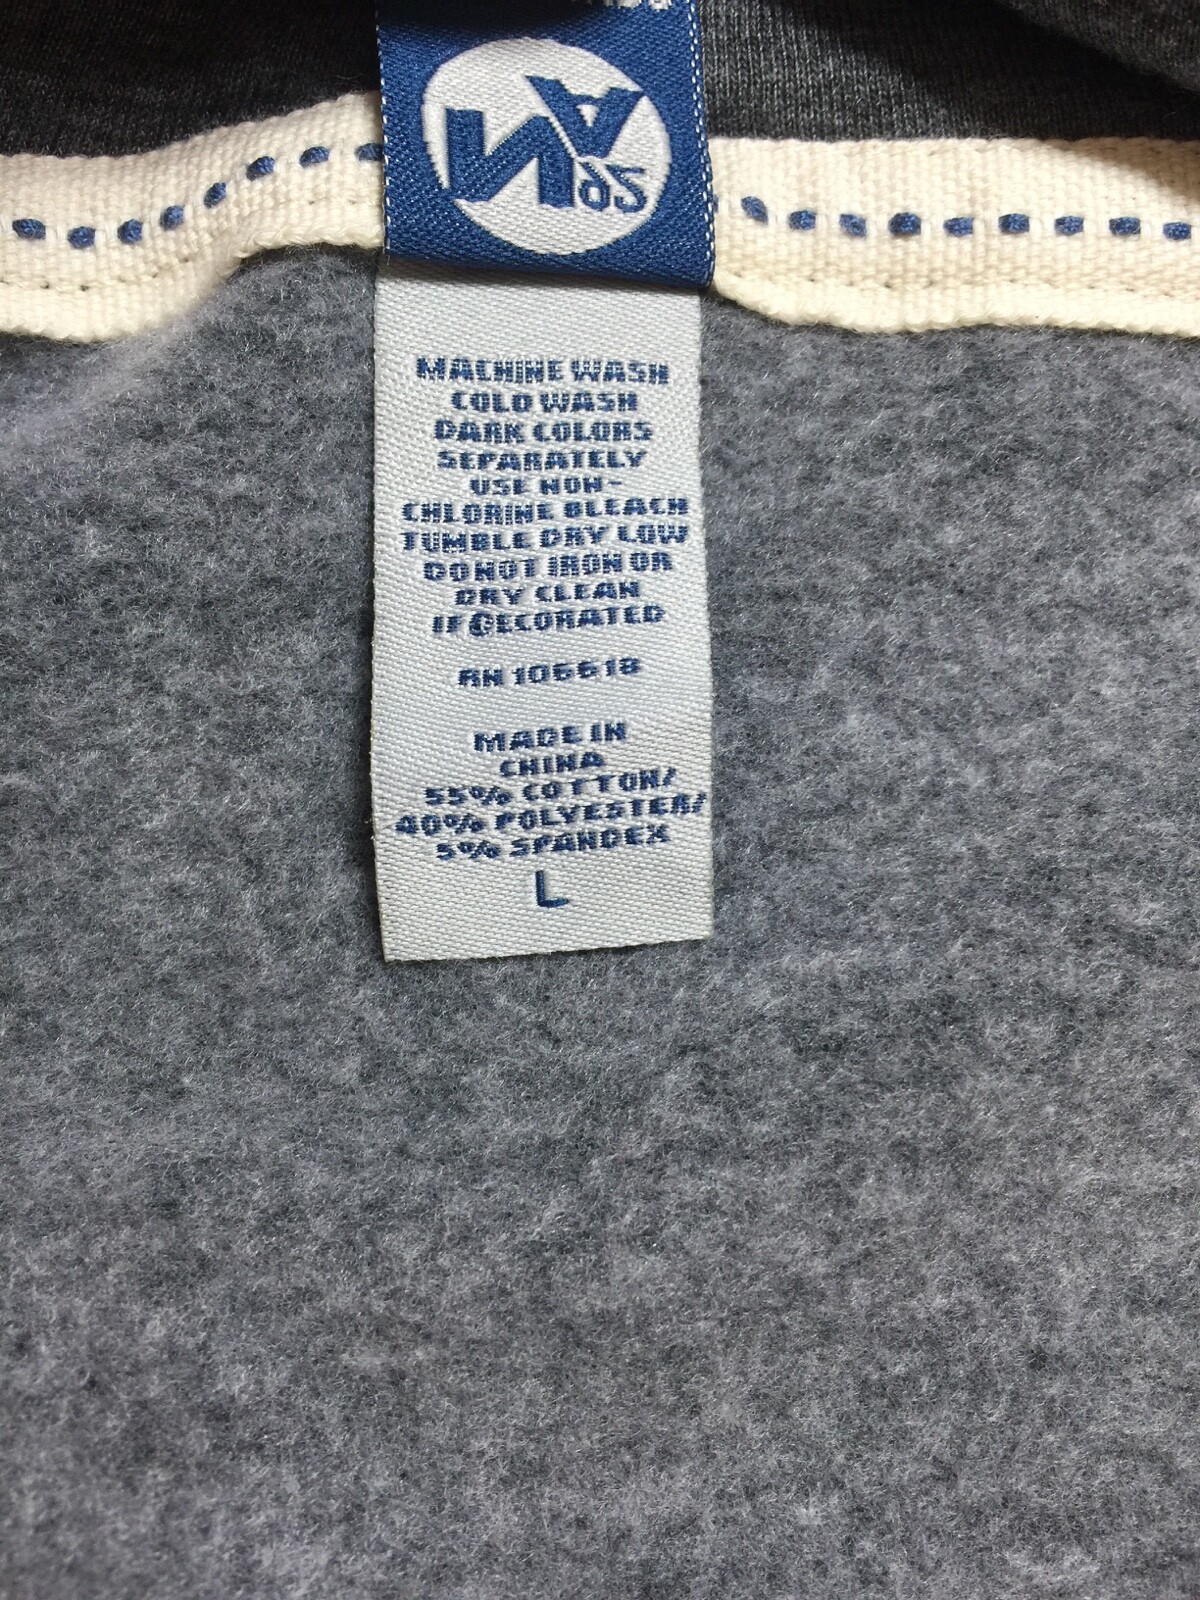 MACHINE WASH
COLD WASH
DARK COLORS
SEPARATELY
USE NON-
CHLORINE BLEACH
TUMBLE DRY LOW
DO NOT IRON OR
DRY CLEAN
IF DECORATED
RN 106618
MADE IN
CHINA
55% COTTON/
40% POLYESTER/
5% SPANDEX
L